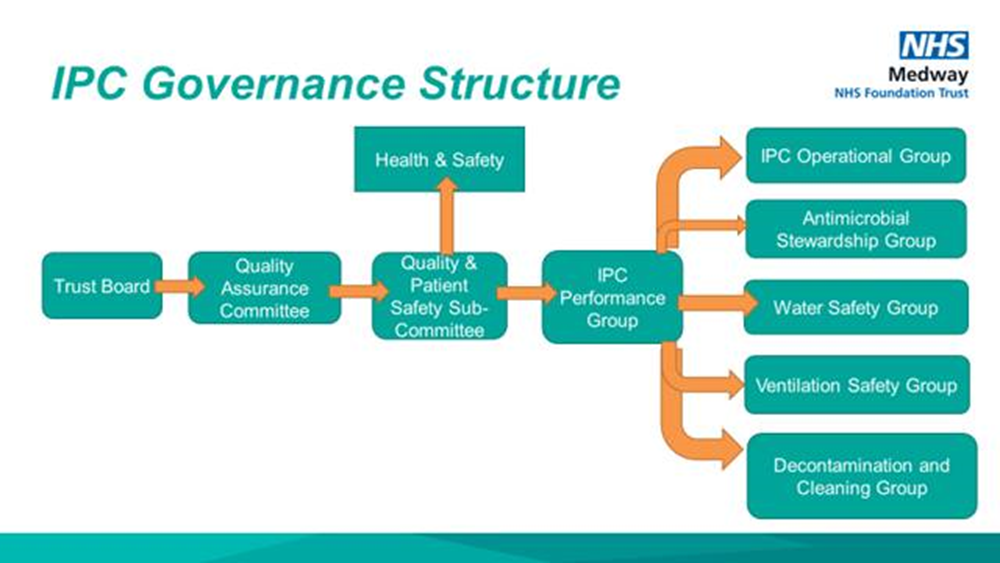 IPC Governance Structure
NHS
Medway
NHS Foundation Trust
Health & Safety
Trust Board
Quality
Assurance
Committee
Quality &
Patient
Safety Sub-
Committee
IPC
Performance
Group
IPC Operational Group
Antimicrobial
Stewardship Group
Water Safety Group
Ventilation Safety Group
Decontamination and
Cleaning Group